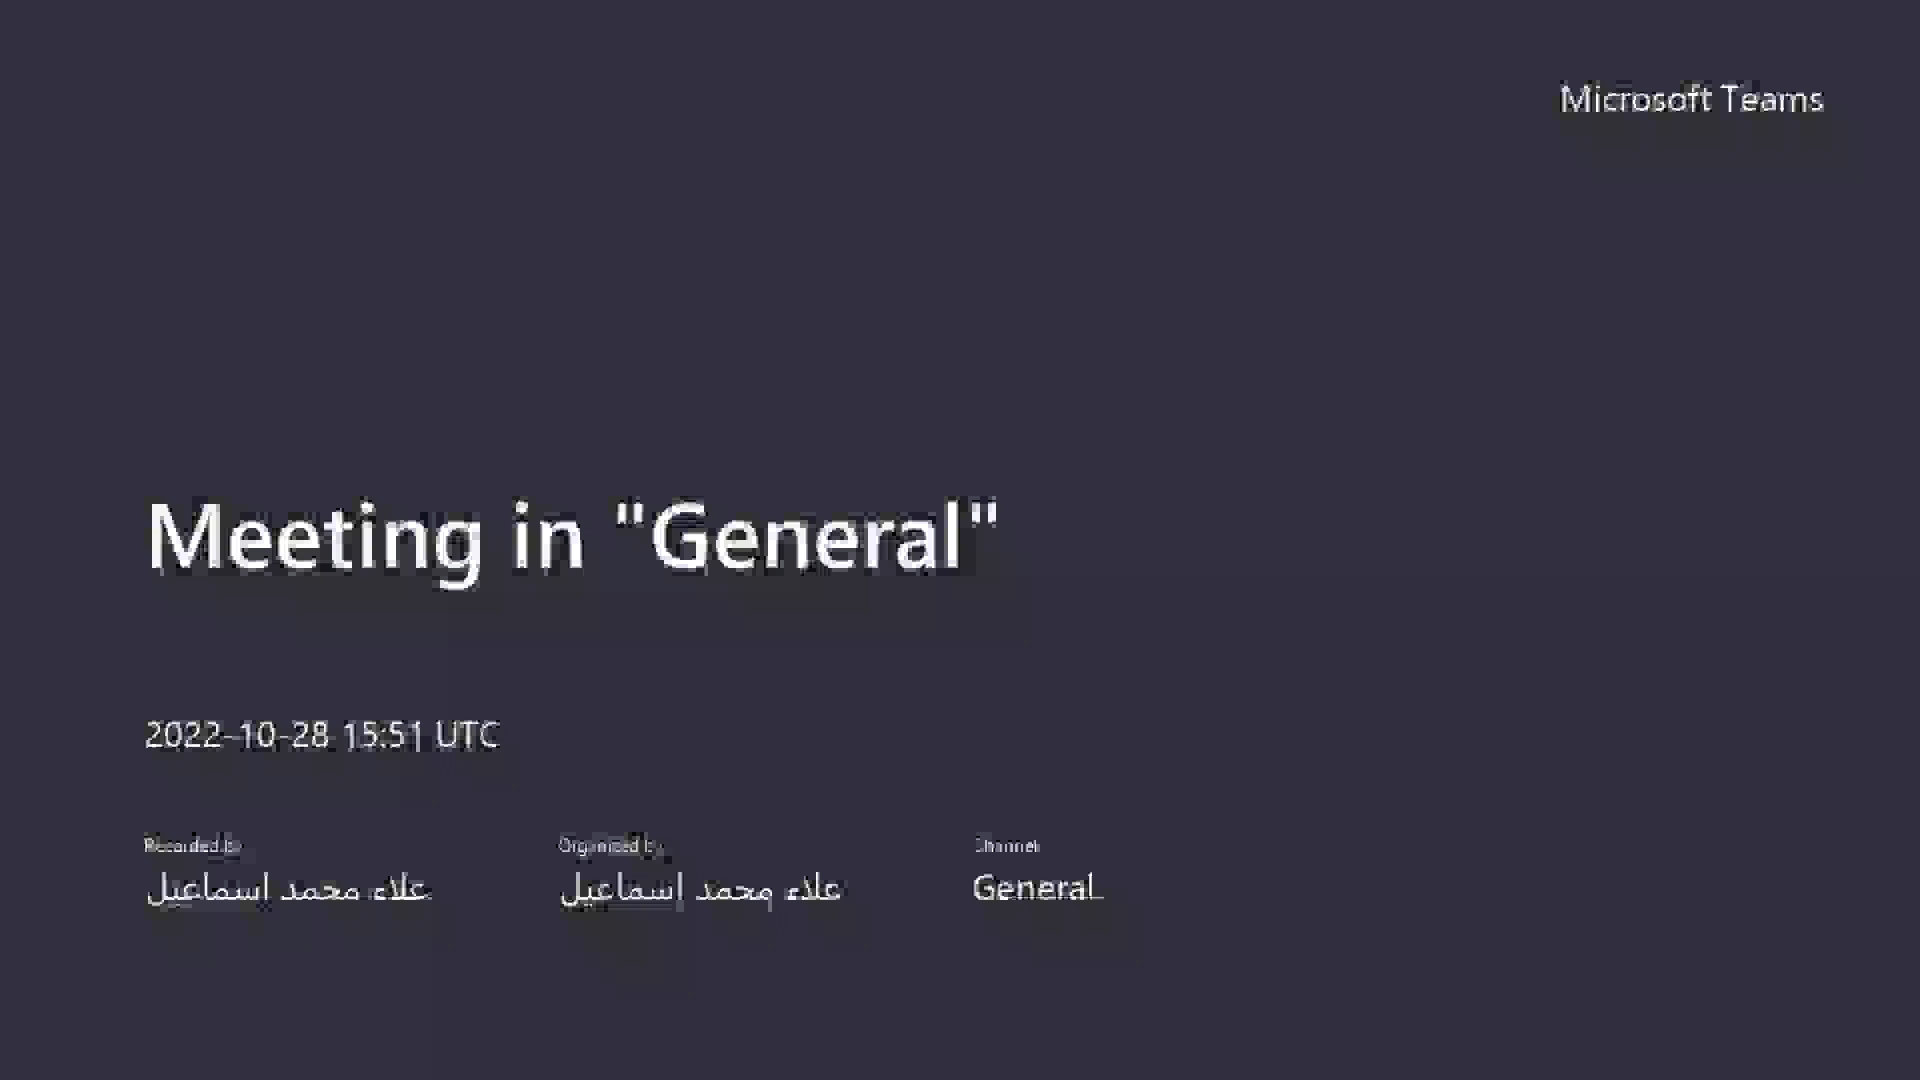 Microsoft Teams
Meeting in "General"
2022-10-28 15:51 UTC
Recorded by
Organized by
Channel
علاء محمد اسماعيل
علاء محمد اسماعيل
General